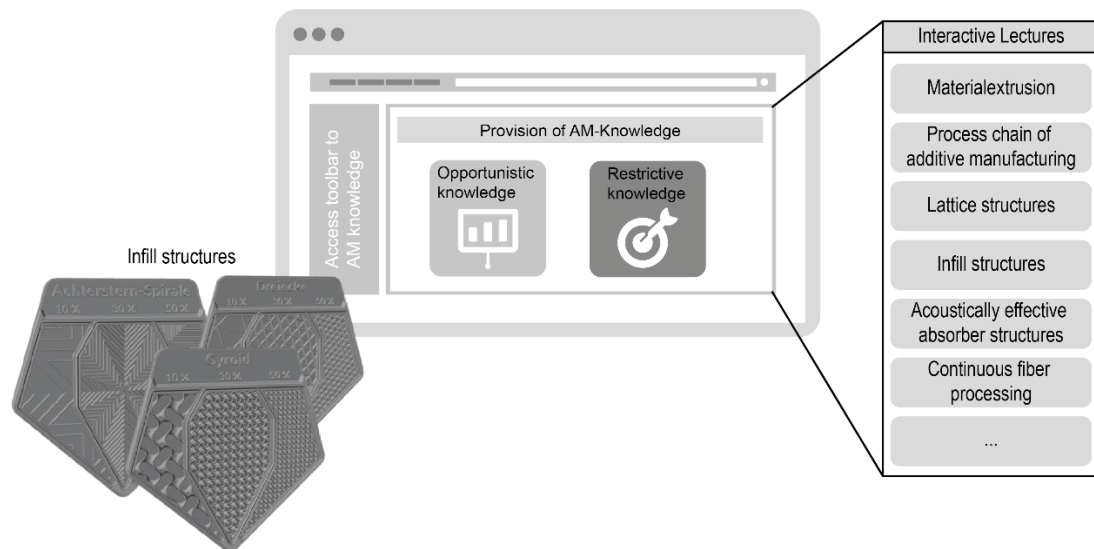 Interactive Lectures
Materialextrusion
Process chain of
additive manufacturing
Lattice structures
Infill structures
Acoustically effective
absorber structures
Continuous fiber
processing
...
Provision of AM-Knowledge
Opportunistic
knowledge
Restrictive
knowledge
Access toolbar to
AM knowledge
Infill structures
Achterstern-Spirale
10 % 30 % 50 %
Dreiecke
10 % 30 % 50 %
Gyroid
10 % 30 % 50 %